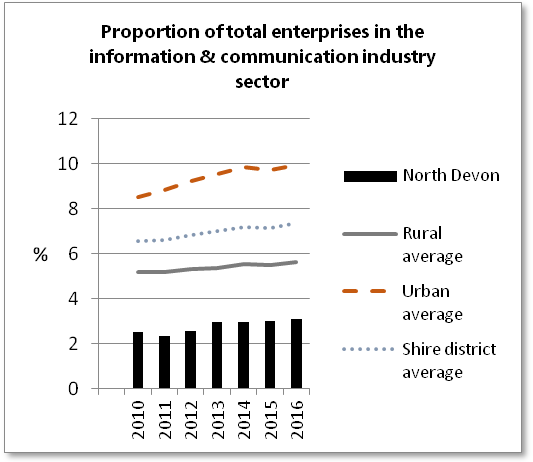 Proportion of total enterprises in the
information & communication industry
sector
12
10
8
6
4
2
0
%
2010
2011
2012
2013
2014
2015
2016
North Devon
Rural
average
Urban
average
Shire district
average